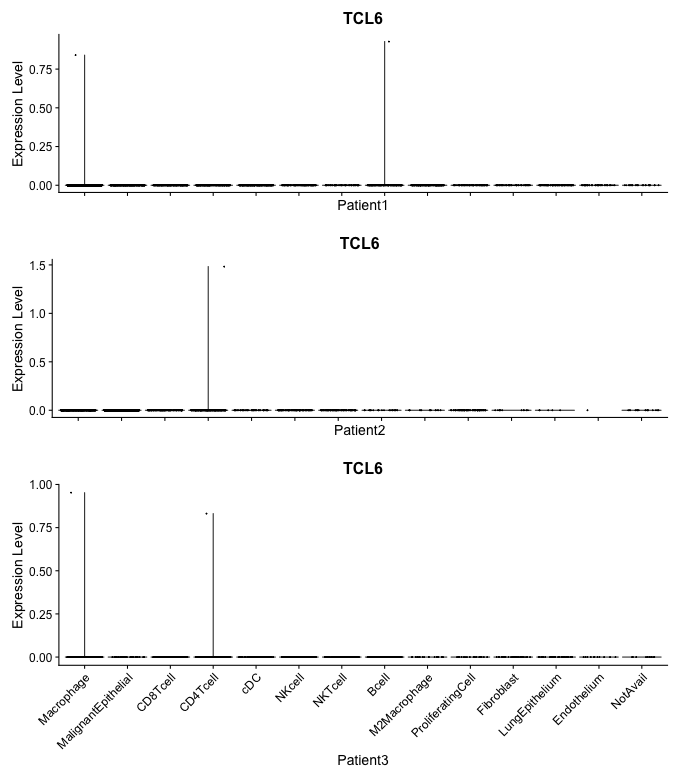 TCL6
Expression Level
0.75
0.50
0.25
0.00
Patient1
TCL6
Expression Level
1.5
1.0
0.5
0.0
Patient2
TCL6
Expression Level
1.00
0.75
0.50
0.25
0.00
Macrophage
MalignantEpithelial
CD8Tcell
CD4Tcell
cDC
NKcell
NKTcell
Bcell
M2Macrophage
ProliferatingCell
Fibroblast
LungEpithelium
Endothelium
NotAvail
Patient3